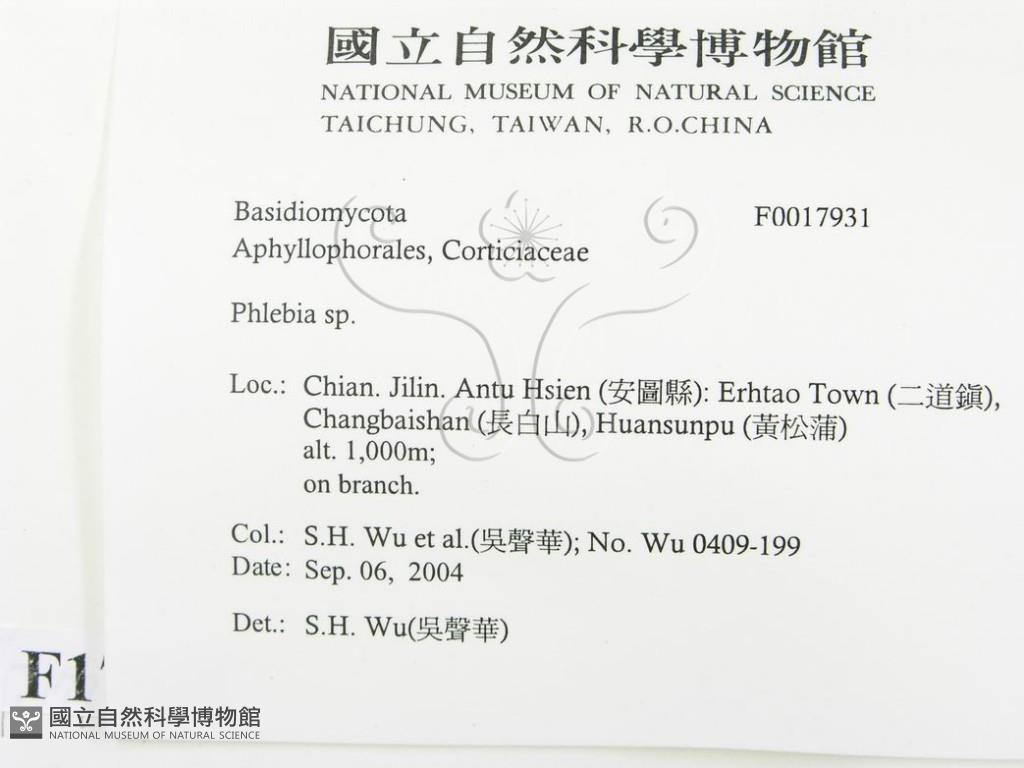 國立自然科學博物館
NATIONAL MUSEUM OF NATURAL SCIENCE
TAICHUNG, TAIWAN, R.O.CHINA
Basidiomycota F0017931
Aphyllophorales, Corticiaceae
Phlebia sp.
Loc.: Chian. Jilin. Antu Hsien (安圖縣): Erhtao Town (二道鎮),
Changbaishan (長白山), Huansunpu (黃松蒲)
alt. 1,000m;
on branch.
Col.: S.H. Wu et al.(吳聲華); No. Wu 0409-199
Date: Sep. 06, 2004
Det.: S.H. Wu(吳聲華)
F1
國立自然科學博物館
NATIONAL MUSEUM OF NATURAL SCIENCE